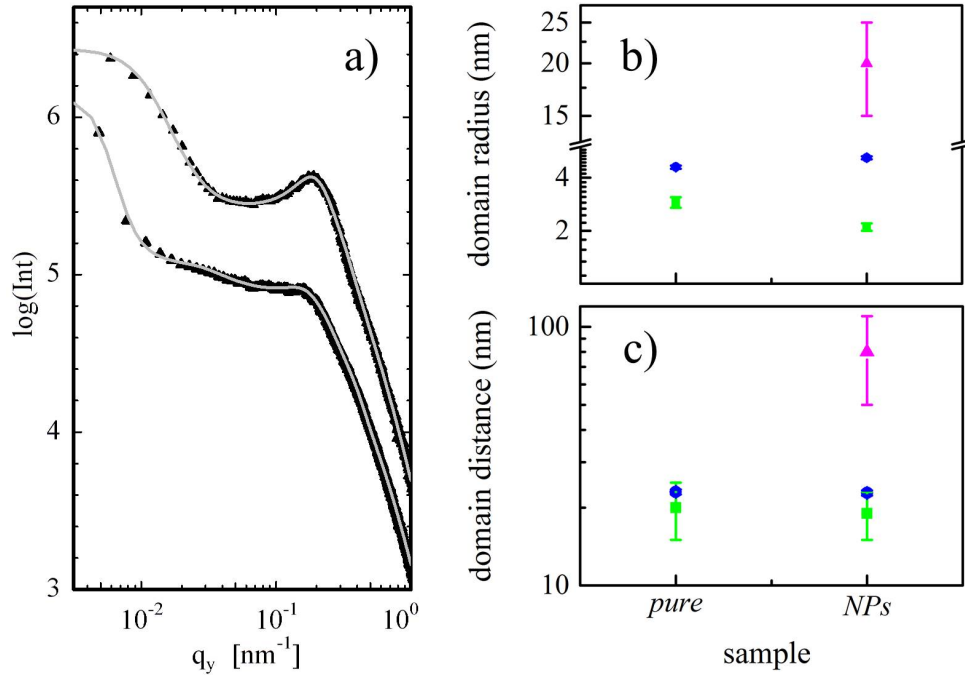 a)
6
5
4
3
log(Int)
10^-2
10^-1
10^0
q_y [nm^-1]
b)
25
20
15
4
2
domain radius (nm)
c)
100
10
domain distance (nm)
pure
NPs
sample